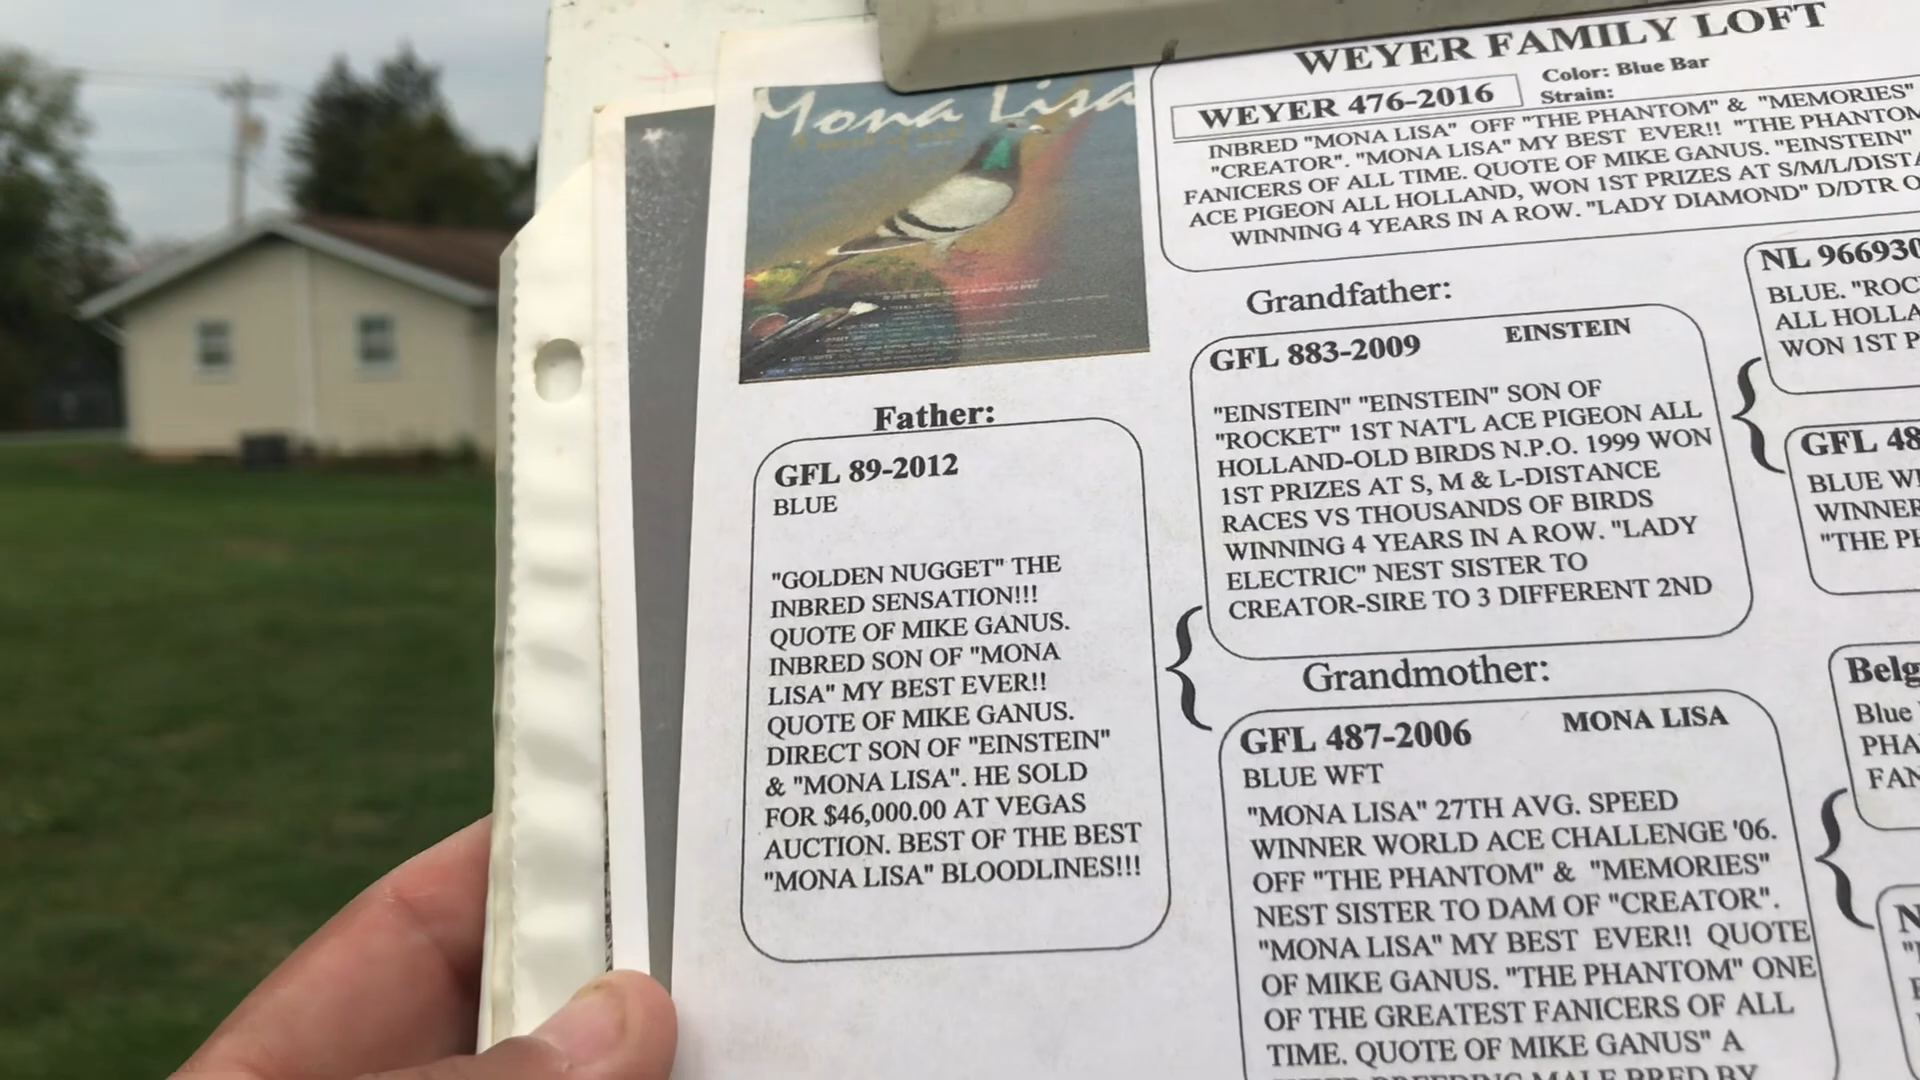 Mona Lisa
WEYER FAMILY LOFT
WEYER 476-2016
Color: Blue Bar
Strain:
INBRED "MONA LISA" OFF "THE PHANTOM" & "MEMORIES"
"CREATOR". "MONA LISA" MY BEST EVER!! "THE PHANTOM
FANICERS OF ALL TIME. QUOTE OF MIKE GANUS. "EINSTEIN"
ACE PIGEON ALL HOLLAND, WON 1ST PRIZES AT S/M/L/DISTA
WINNING 4 YEARS IN A ROW. "LADY DIAMOND" D/DTR O
Father:
GFL 89-2012
BLUE
"GOLDEN NUGGET" THE
INBRED SENSATION!!!
QUOTE OF MIKE GANUS.
INBRED SON OF "MONA
LISA" MY BEST EVER!!
QUOTE OF MIKE GANUS.
DIRECT SON OF "EINSTEIN"
& "MONA LISA". HE SOLD
FOR $46,000.00 AT VEGAS
AUCTION. BEST OF THE BEST
"MONA LISA" BLOODLINES!!!
Grandfather:
GFL 883-2009 EINSTEIN
"EINSTEIN" "EINSTEIN" SON OF
"ROCKET" 1ST NAT'L ACE PIGEON ALL
HOLLAND-OLD BIRDS N.P.O. 1999 WON
1ST PRIZES AT S, M & L-DISTANCE
RACES VS THOUSANDS OF BIRDS
WINNING 4 YEARS IN A ROW. "LADY
ELECTRIC" NEST SISTER TO
CREATOR-SIRE TO 3 DIFFERENT 2ND
Grandmother:
GFL 487-2006 MONA LISA
BLUE WFT
"MONA LISA" 27TH AVG. SPEED
WINNER WORLD ACE CHALLENGE '06.
OFF "THE PHANTOM" & "MEMORIES"
NEST SISTER TO DAM OF "CREATOR".
"MONA LISA" MY BEST EVER!! QUOTE
OF MIKE GANUS. "THE PHANTOM" ONE
OF THE GREATEST FANICERS OF ALL
TIME. QUOTE OF MIKE GANUS" A
NL 966930
BLUE. "ROC
ALL HOLLA
WON 1ST P
GFL 48
BLUE W
WINNER
"THE PH
Belg
Blue
PHA
FAN
N